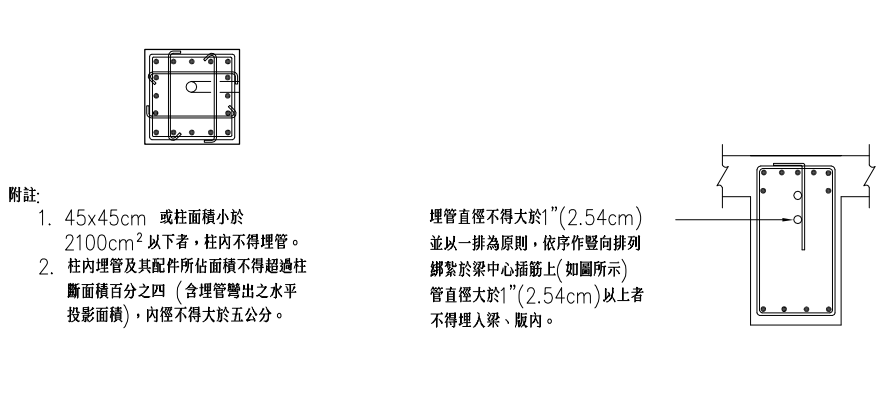 附註:
1. 45x45cm 或柱面積小於
2100cm² 以下者，柱內不得埋管。
2. 柱內埋管及其配件所佔面積不得超過柱
斷面積百分之四 (含埋管彎出之水平
投影面積)，內徑不得大於五公分。
埋管直徑不得大於1"(2.54cm)
並以一排為原則，依序作豎向排列
綁紮於梁中心插筋上(如圖所示)
管直徑大於1"(2.54cm)以上者
不得埋入梁、版內。